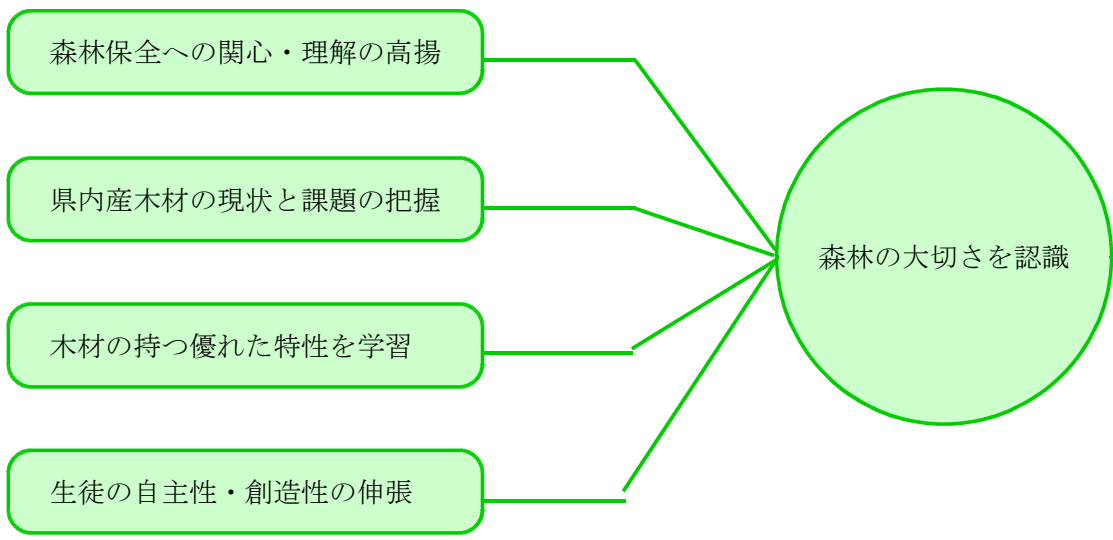 森林保全への関心・理解の高揚
県内産木材の現状と課題の把握
木材の持つ優れた特性を学習
生徒の自主性・創造性の伸張
森林の大切さを認識